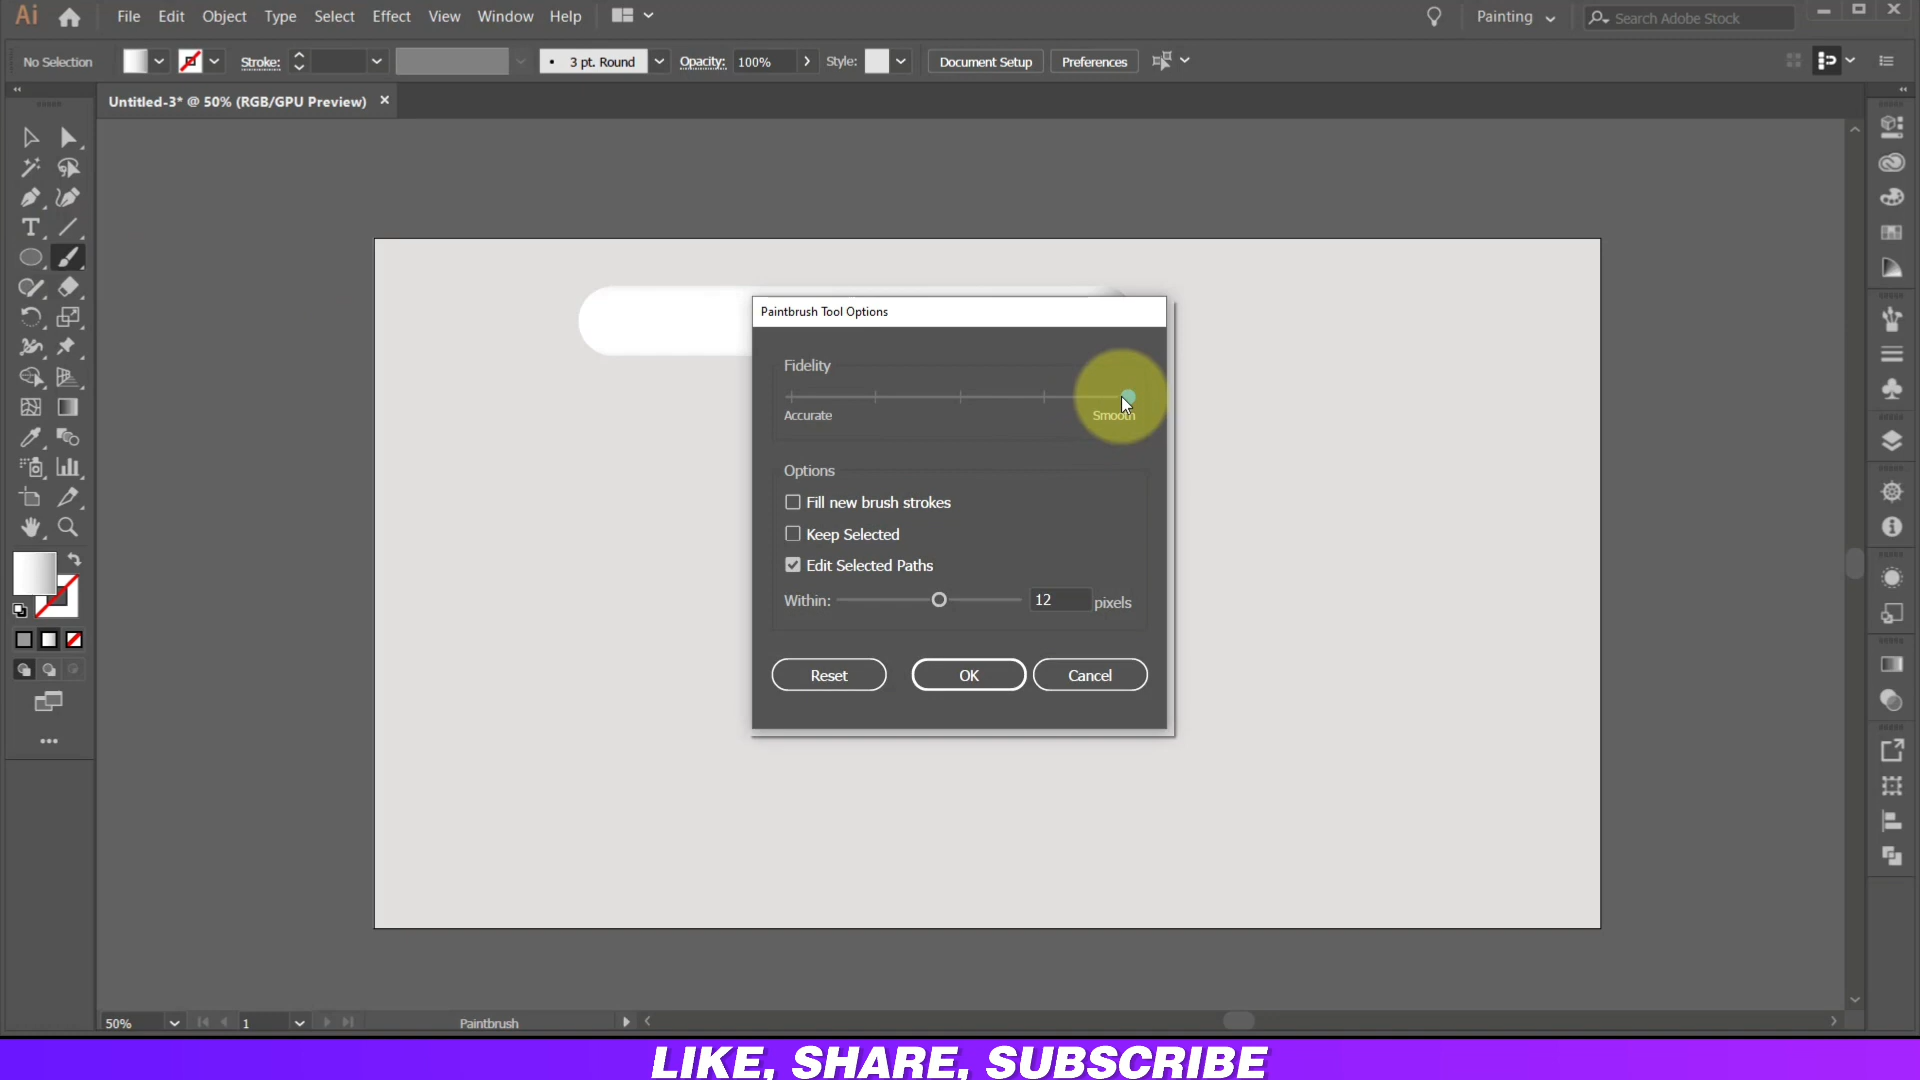 Ai File Edit Object Type Select Effect View Window Help Painting Search Adobe Stock
No Selection Stroke: 3 pt. Round Opacity: 100% Style: Document Setup Preferences
Untitled-3* @ 50% (RGB/GPU Preview)
Paintbrush Tool Options
Fidelity
Accurate Smooth
Options
Fill new brush strokes
Keep Selected
Edit Selected Paths
Within: 12 pixels
Reset OK Cancel
50% 1 Paintbrush
LIKE, SHARE, SUBSCRIBE